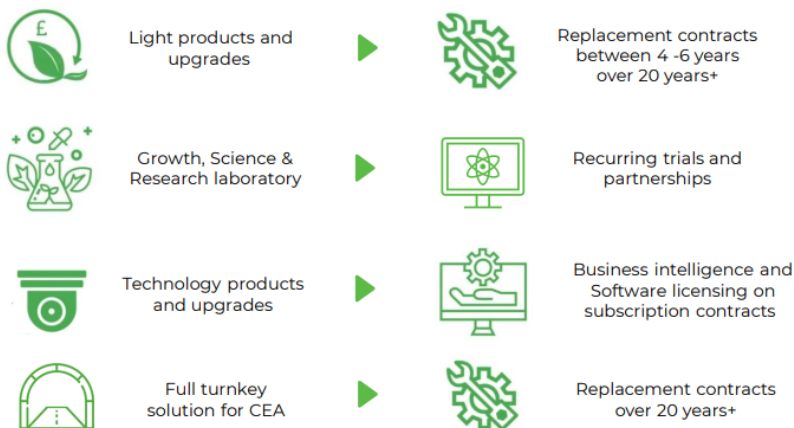 £
Light products and
upgrades
Replacement contracts
between 4 -6 years
over 20 years+
Growth, Science &
Research laboratory
Recurring trials and
partnerships
Technology products
and upgrades
Business intelligence and
Software licensing on
subscription contracts
Full turnkey
solution for CEA
Replacement contracts
over 20 years+